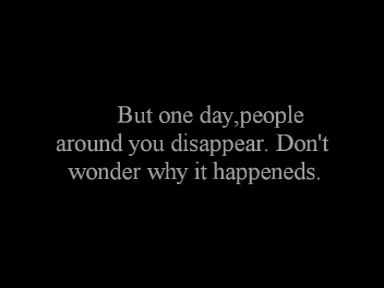 But one day,people
around you disappear. Don't
wonder why it happeneds.